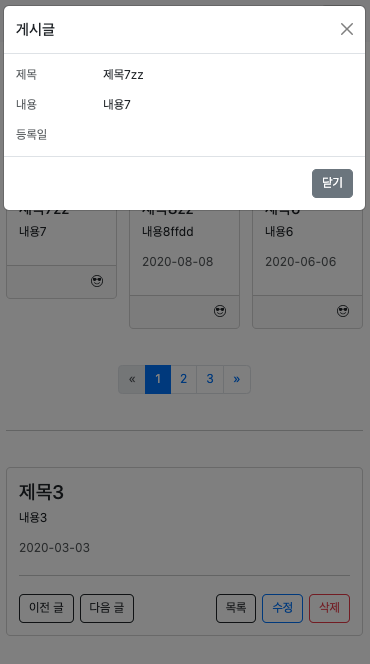 게시글
제목 제목7zz
내용 내용7
등록일
닫기
제목7zz 제목8zz 제목6
내용7 내용8ffdd 내용6
2020-08-08 2020-06-06
« 1 2 3 »
제목3
내용3
2020-03-03
이전 글 다음 글 목록 수정 삭제